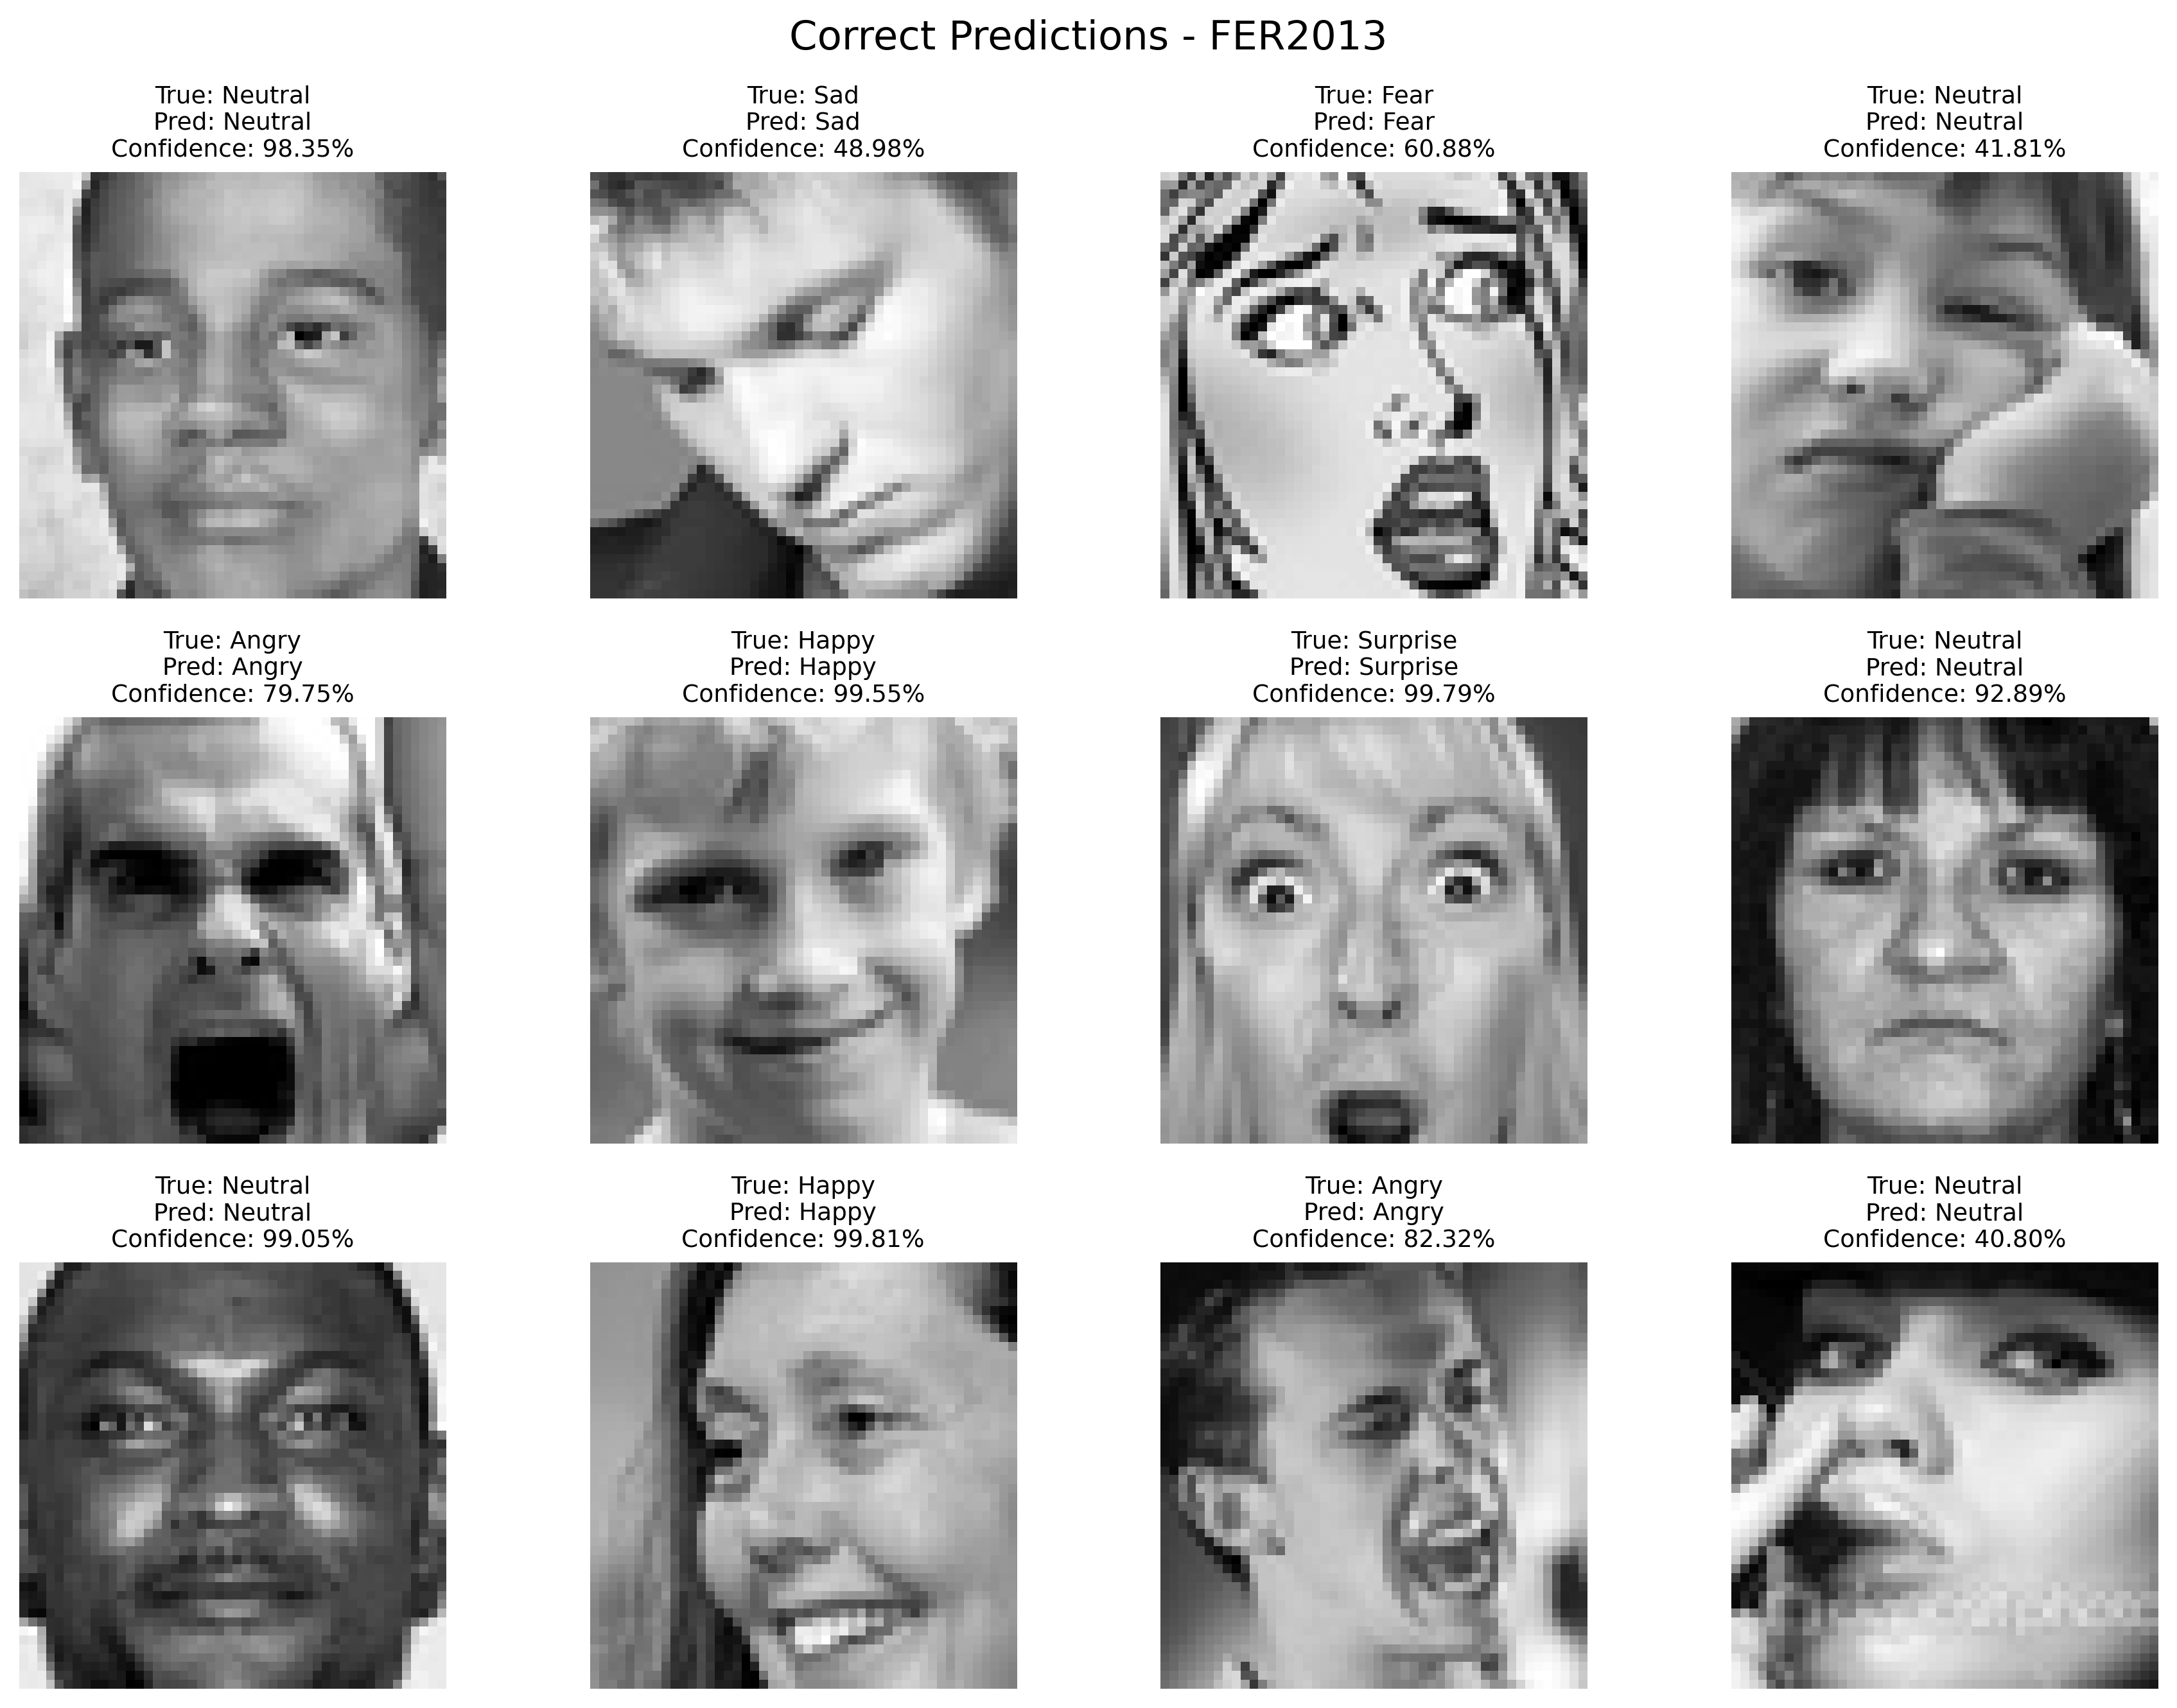 Correct Predictions - FER2013
True: Neutral
Pred: Neutral
Confidence: 98.35%
True: Sad
Pred: Sad
Confidence: 48.98%
True: Fear
Pred: Fear
Confidence: 60.88%
True: Neutral
Pred: Neutral
Confidence: 41.81%
True: Angry
Pred: Angry
Confidence: 79.75%
True: Happy
Pred: Happy
Confidence: 99.55%
True: Surprise
Pred: Surprise
Confidence: 99.79%
True: Neutral
Pred: Neutral
Confidence: 92.89%
True: Neutral
Pred: Neutral
Confidence: 99.05%
True: Happy
Pred: Happy
Confidence: 99.81%
True: Angry
Pred: Angry
Confidence: 82.32%
True: Neutral
Pred: Neutral
Confidence: 40.80%